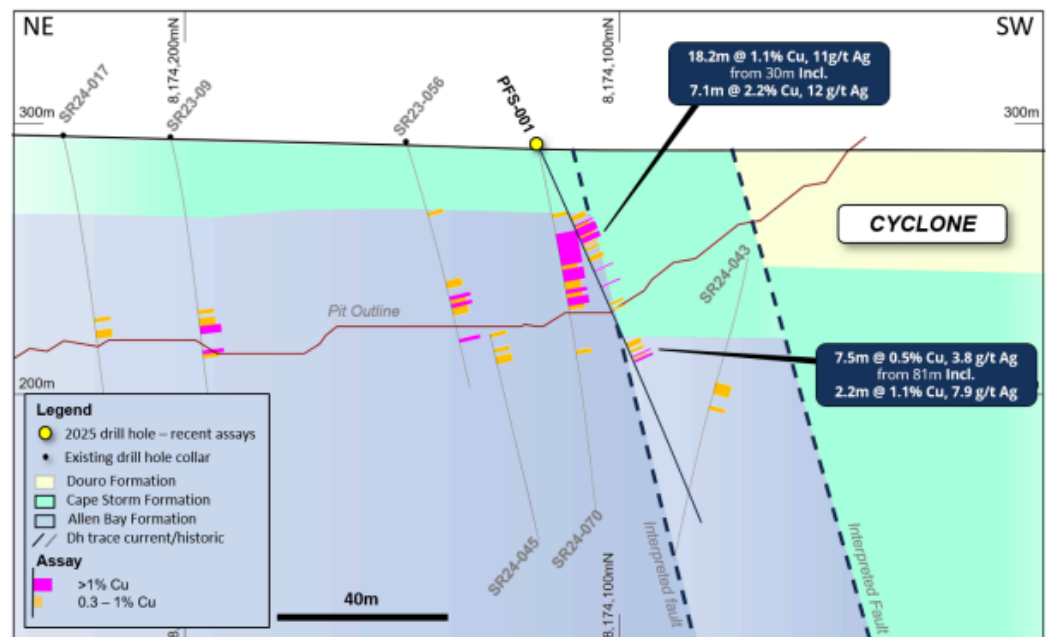 NE
SW
8,174,200mN
8,174,100mN
18.2m @ 1.1% Cu, 11g/t Ag
from 30m Incl.
7.1m @ 2.2% Cu, 12 g/t Ag
SR24-017
SR23-09
SR23-056
PFS-001
300m
300m
CYCLONE
SR24-043
Pit Outline
7.5m @ 0.5% Cu, 3.8 g/t Ag
from 81m Incl.
2.2m @ 1.1% Cu, 7.9 g/t Ag
200m
Legend
2025 drill hole – recent assays
Existing drill hole collar
Douro Formation
Cape Storm Formation
Allen Bay Formation
Dh trace current/historic
Assay
>1% Cu
0.3 – 1% Cu
40m
SR24-045
SR24-070
8,174,100mN
Interpreted fault
Interpreted Fault